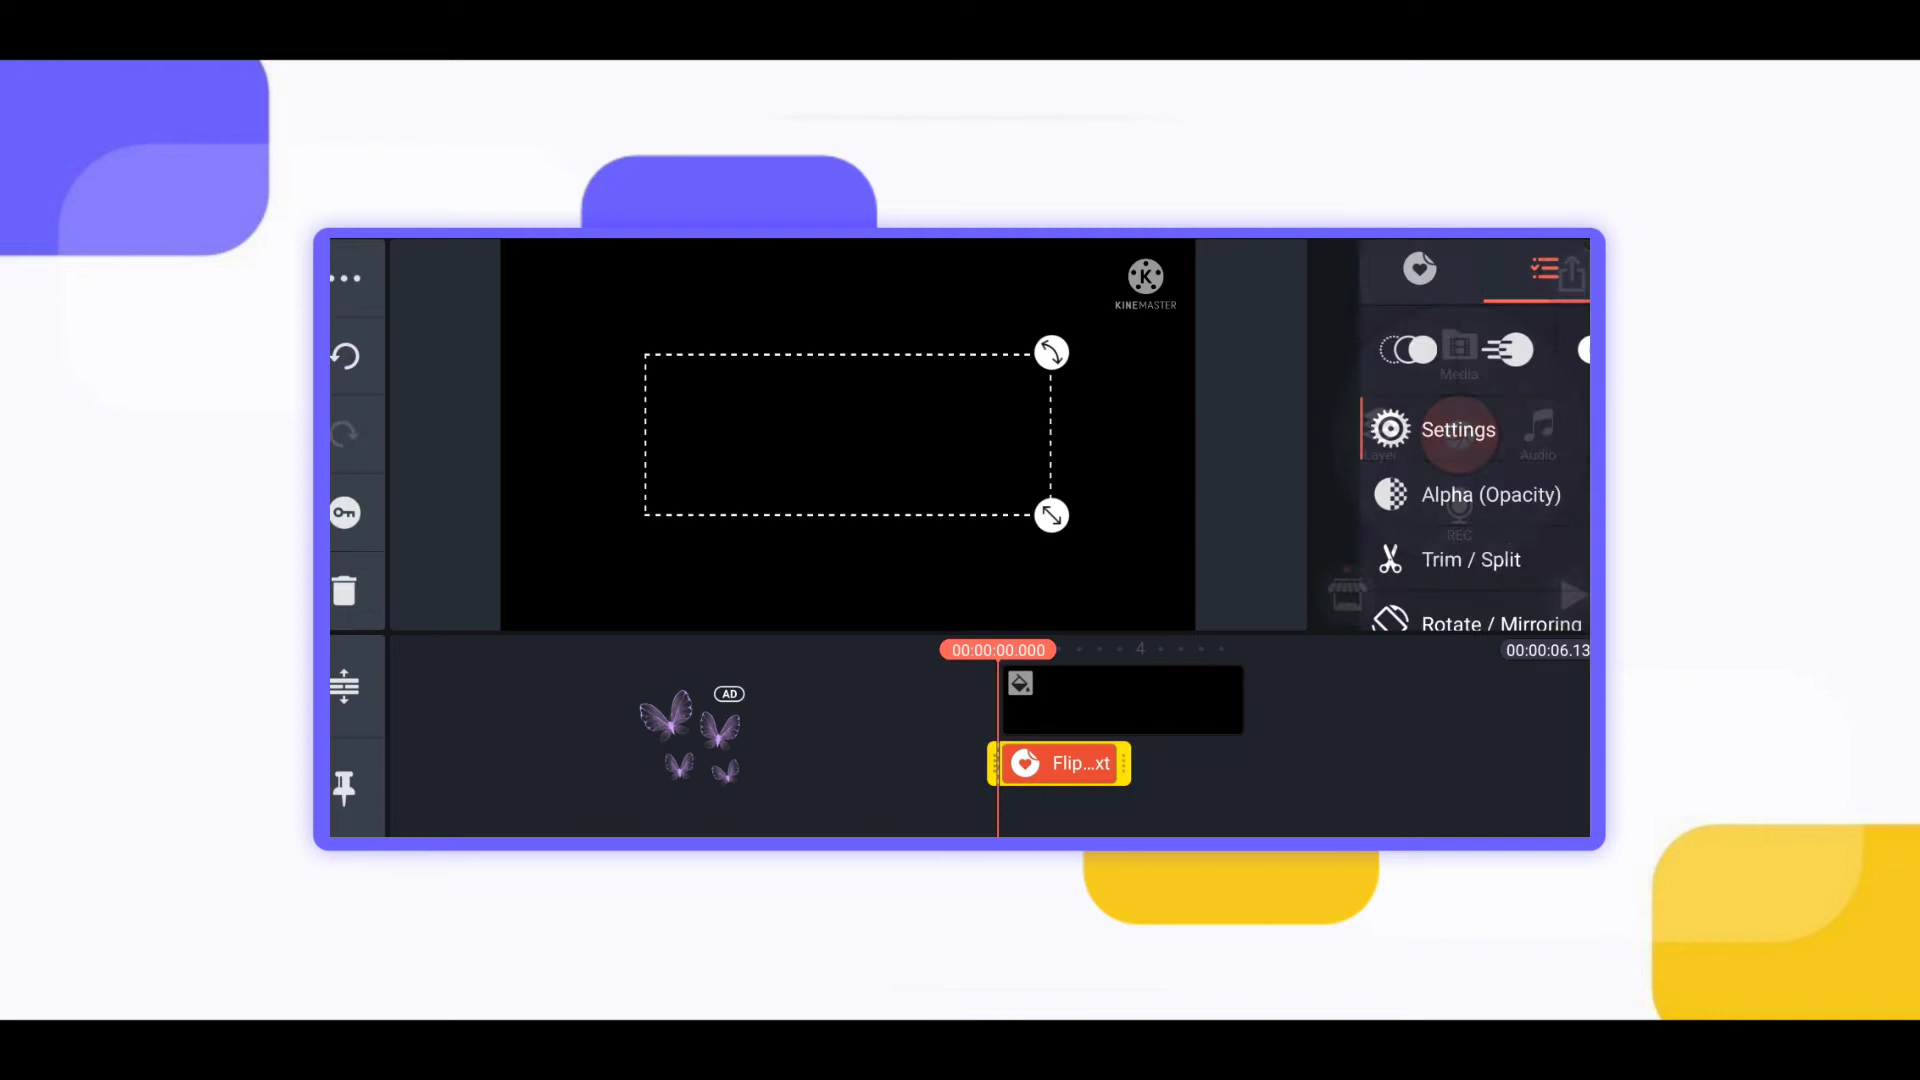 K
KINEMASTER
Media
Settings
Layer
Audio
Alpha (Opacity)
REC
Trim / Split
Rotate / Mirroring
00:00:00.000
4
00:00:06.13
AD
Flip...xt